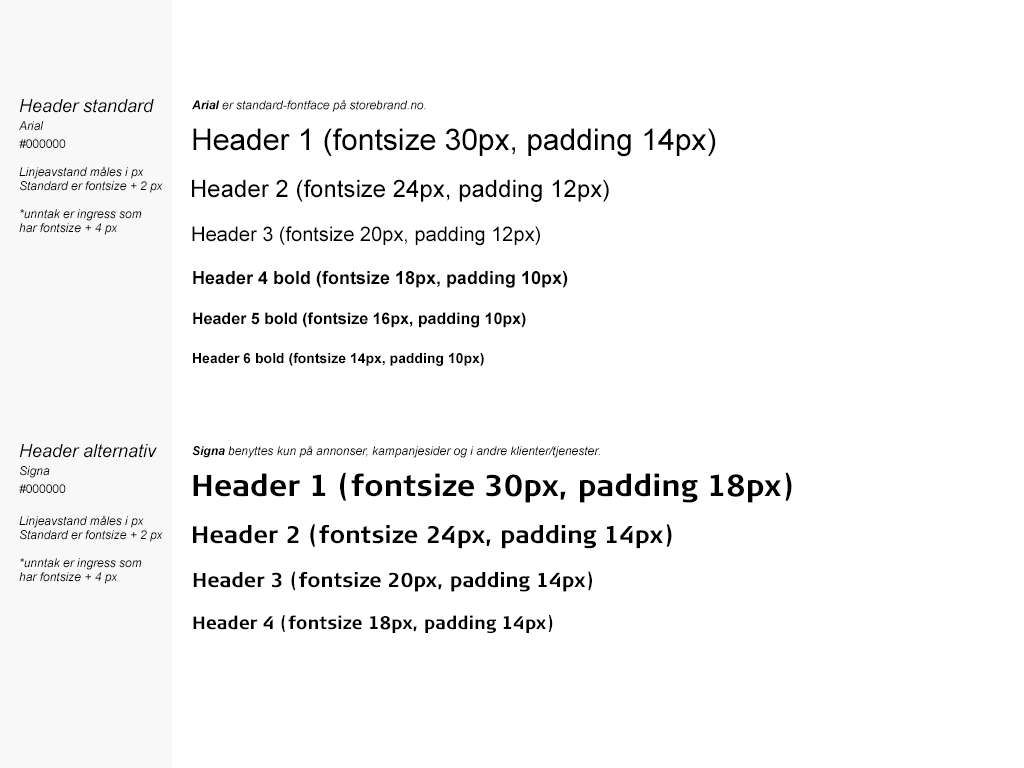 Header standard
Arial
#000000
Linjeavstand måles i px
Standard er fontsize + 2 px
*unntak er ingress som
har fontsize + 4 px
Arial er standard-fontface på storebrand.no.
Header 1 (fontsize 30px, padding 14px)
Header 2 (fontsize 24px, padding 12px)
Header 3 (fontsize 20px, padding 12px)
Header 4 bold (fontsize 18px, padding 10px)
Header 5 bold (fontsize 16px, padding 10px)
Header 6 bold (fontsize 14px, padding 10px)
Header alternativ
Signa
#000000
Linjeavstand måles i px
Standard er fontsize + 2 px
*unntak er ingress som
har fontsize + 4 px
Signa benyttes kun på annonser, kampanjesider og i andre klienter/tjenester.
Header 1 (fontsize 30px, padding 18px)
Header 2 (fontsize 24px, padding 14px)
Header 3 (fontsize 20px, padding 14px)
Header 4 (fontsize 18px, padding 14px)